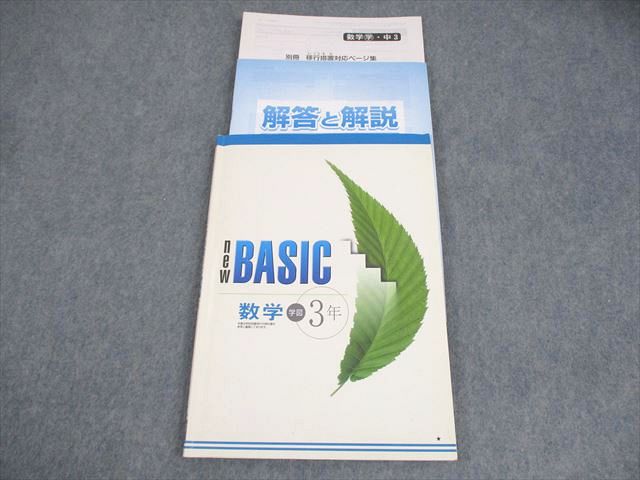 数学学・中3
別冊 移行措置対応ページ集
解答と解説
new
BASIC
数学 学図 3年